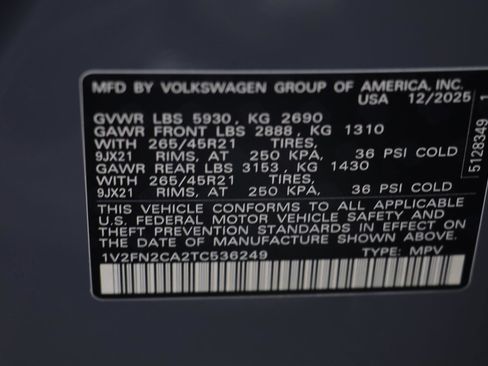 MFD BY VOLKSWAGEN GROUP OF AMERICA, INC.
USA 12/2025
GVWR LBS 5930, KG 2690
GAWR FRONT LBS 2888, KG 1310
WITH 265/45R21 TIRES,
9JX21 RIMS, AT 250 KPA, 36 PSI COLD
GAWR REAR LBS 3153, KG 1430
WITH 265/45R21 TIRES,
9JX21 RIMS, AT 250 KPA, 36 PSI COLD
THIS VEHICLE CONFORMS TO ALL APPLICABLE
U.S. FEDERAL MOTOR VEHICLE SAFETY AND
THEFT PREVENTION STANDARDS IN EFFECT ON
THE DATE OF MANUFACTURE SHOWN ABOVE.
1V2FN2CA2TC536249 TYPE: MPV
5128349 1